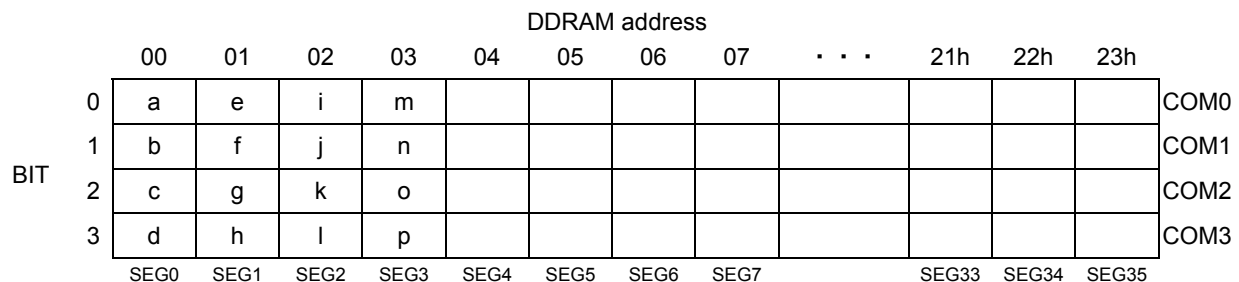 DDRAM address
00 01 02 03 04 05 06 07 ・・・ 21h 22h 23h
0 a e i m COM0
1 b f j n COM1
BIT
2 c g k o COM2
3 d h l p COM3
SEG0 SEG1 SEG2 SEG3 SEG4 SEG5 SEG6 SEG7 SEG33 SEG34 SEG35